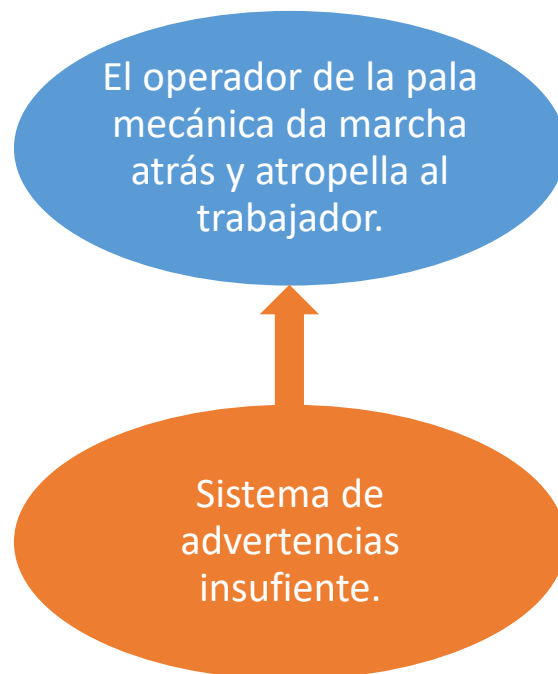 El operador de la pala
mecánica da marcha
atrás y atropella al
trabajador.
Sistema de
advertencias
insufiente.